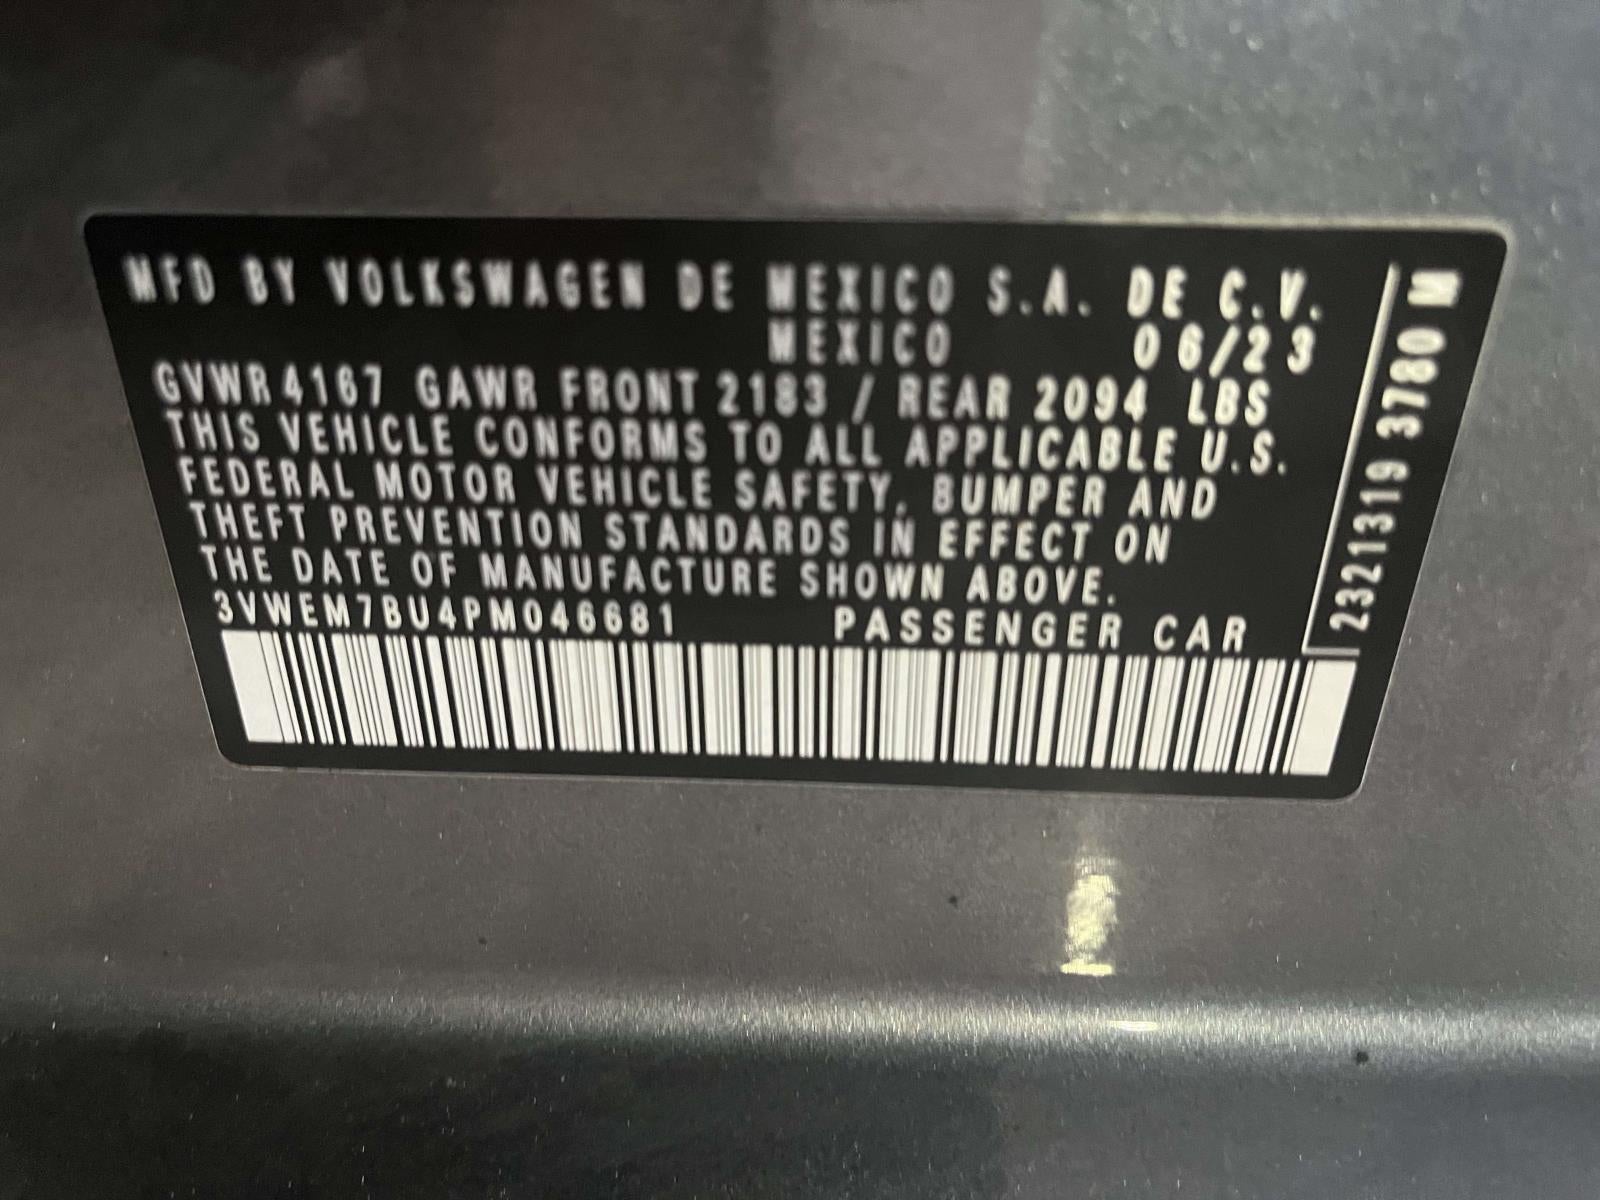 MFD BY VOLKSWAGEN DE MEXICO S.A. DE C.V.
MEXICO 06/23
GVWR 4167 GAWR FRONT 2183 / REAR 2094 LBS
THIS VEHICLE CONFORMS TO ALL APPLICABLE U.S.
FEDERAL MOTOR VEHICLE SAFETY, BUMPER AND
THEFT PREVENTION STANDARDS IN EFFECT ON
THE DATE OF MANUFACTURE SHOWN ABOVE.
3VWEM7BU4PM046681 PASSENGER CAR
2321319 3780 M